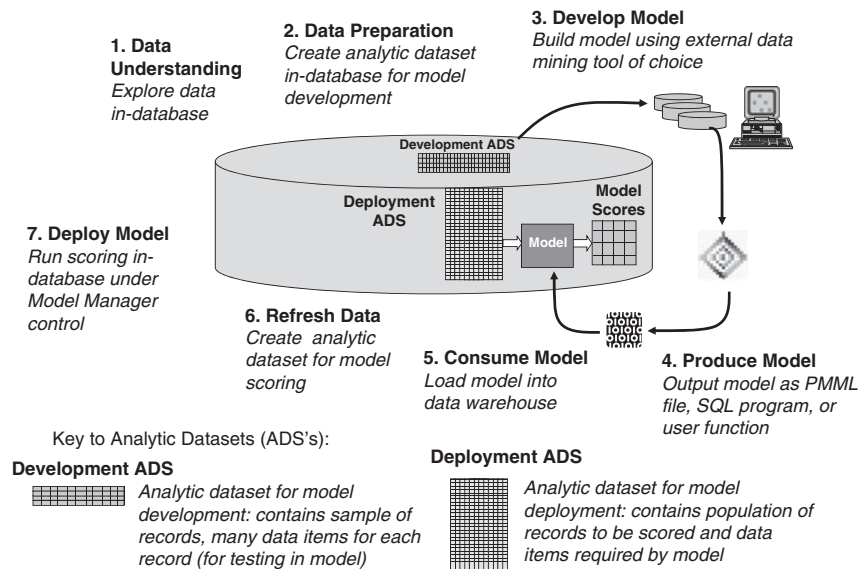 1. Data
Understanding
Explore data
in-database
2. Data Preparation
Create analytic dataset
in-database for model
development
3. Develop Model
Build model using external data
mining tool of choice
Development ADS
Deployment
ADS
Model
Model
Scores
7. Deploy Model
Run scoring in-
database under
Model Manager
control
6. Refresh Data
Create analytic
dataset for model
scoring
5. Consume Model
Load model into
data warehouse
4. Produce Model
Output model as PMML
file, SQL program, or
user function
Key to Analytic Datasets (ADS's):
Development ADS
Analytic dataset for model
development: contains sample of
records, many data items for each
record (for testing in model)
Deployment ADS
Analytic dataset for model
deployment: contains population of
records to be scored and data
items required by model